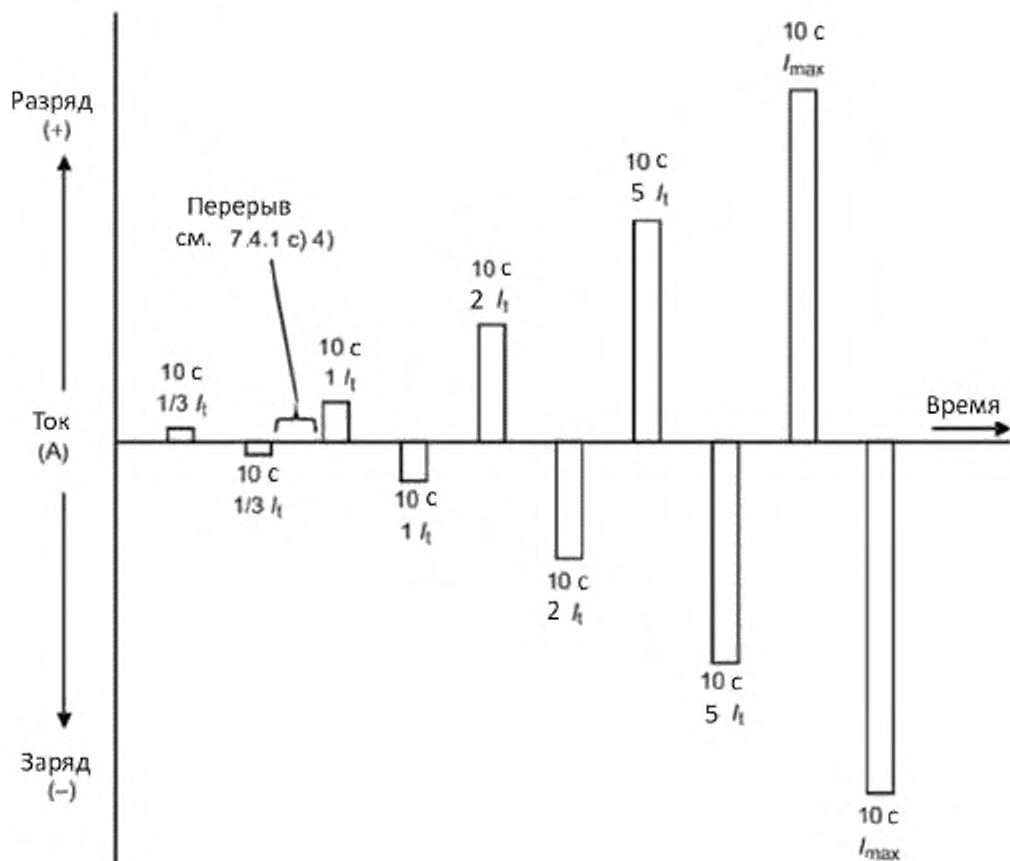 Разряд
(+)
Ток
(А)
Заряд
(–)
10 с
1/3 It
10 с
1/3 It
Перерыв
см. 7.4.1 c) 4)
10 с
1 It
10 с
1 It
10 с
2 It
10 с
2 It
10 с
5 It
10 с
5 It
10 с
Imax
10 с
Imax
Время